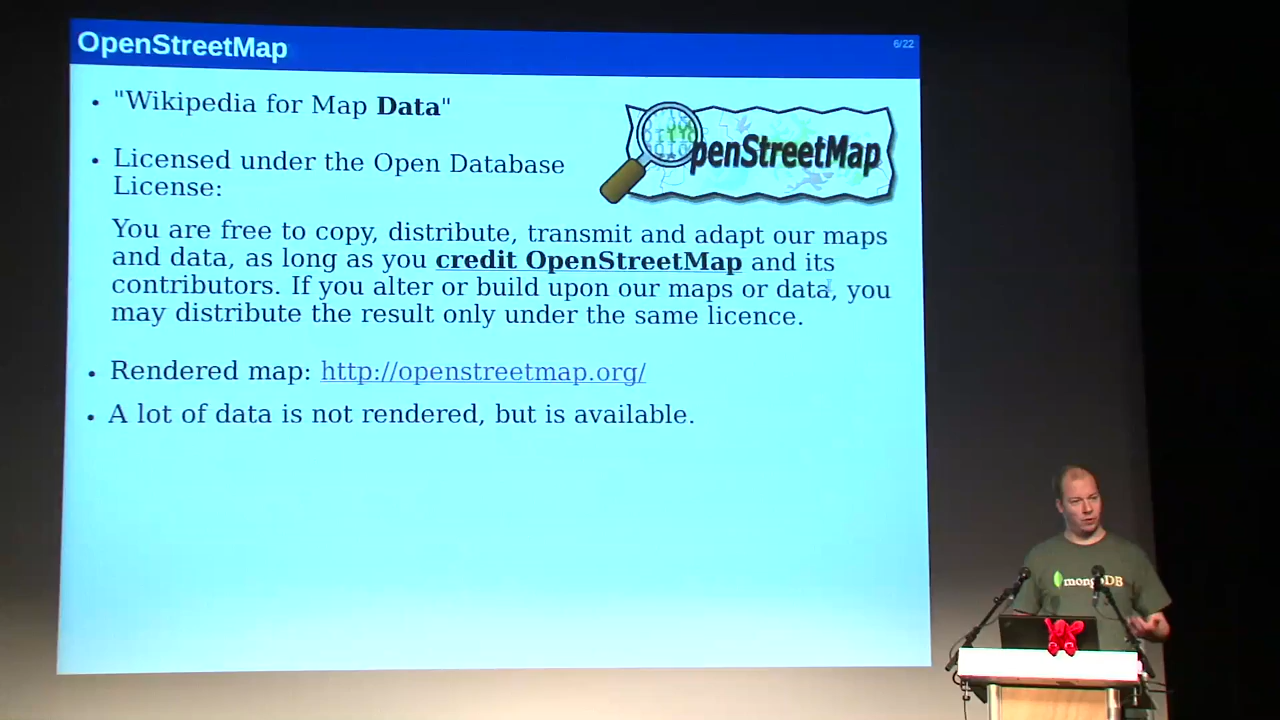 OpenStreetMap
6/22
• "Wikipedia for Map Data"
• Licensed under the Open Database
License:
You are free to copy, distribute, transmit and adapt our maps
and data, as long as you credit OpenStreetMap and its
contributors. If you alter or build upon our maps or data, you
may distribute the result only under the same licence.
• Rendered map: http://openstreetmap.org/
• A lot of data is not rendered, but is available.
penStreetMap
mongoDB